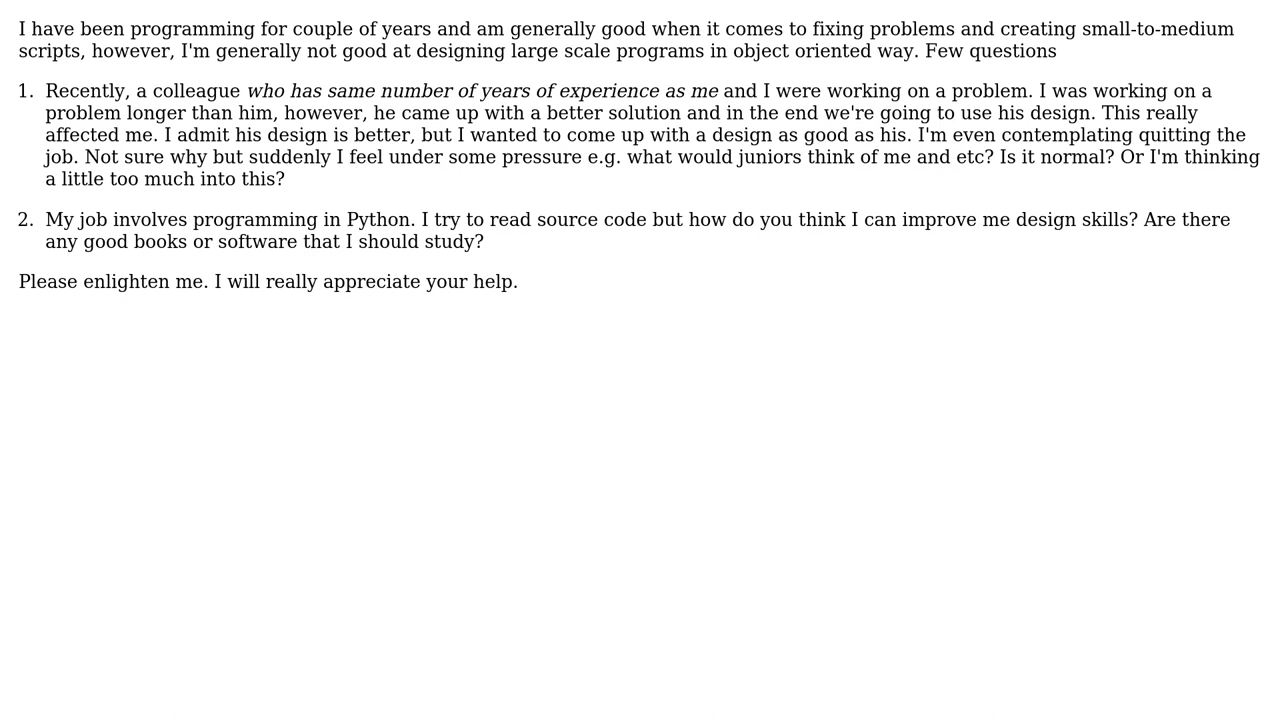 I have been programming for couple of years and am generally good when it comes to fixing problems and creating small-to-medium
scripts, however, I'm generally not good at designing large scale programs in object oriented way. Few questions
1. Recently, a colleague who has same number of years of experience as me and I were working on a problem. I was working on a
problem longer than him, however, he came up with a better solution and in the end we're going to use his design. This really
affected me. I admit his design is better, but I wanted to come up with a design as good as his. I'm even contemplating quitting the
job. Not sure why but suddenly I feel under some pressure e.g. what would juniors think of me and etc? Is it normal? Or I'm thinking
a little too much into this?
2. My job involves programming in Python. I try to read source code but how do you think I can improve me design skills? Are there
any good books or software that I should study?
Please enlighten me. I will really appreciate your help.